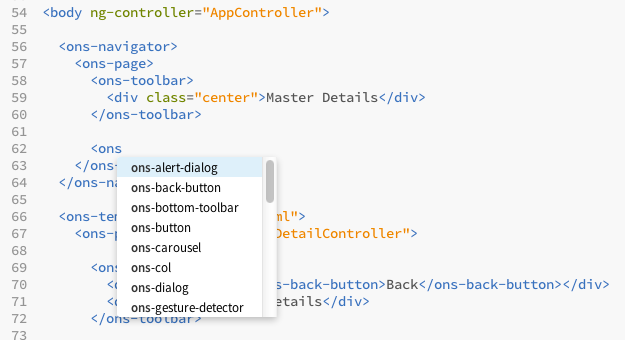 54 <body ng-controller="AppController">
55
56 <ons-navigator>
57 <ons-page>
58 <ons-toolbar>
59 <div class="center">Master Details</div>
60 </ons-toolbar>
61
62 <ons
ons-alert-dialog
63 </ons-
ons-back-button
64 </ons-na
65
ons-bottom-toolbar
66 <ons-tem ml">
ons-button
67 <ons-p DetailController">
ons-carousel
68
69 <ons
ons-col
70 <d s-back-button>Back</ons-back-button></div>
ons-dialog
71 <d etails</div>
ons-gesture-detector
72 </ons-toolbar>
73